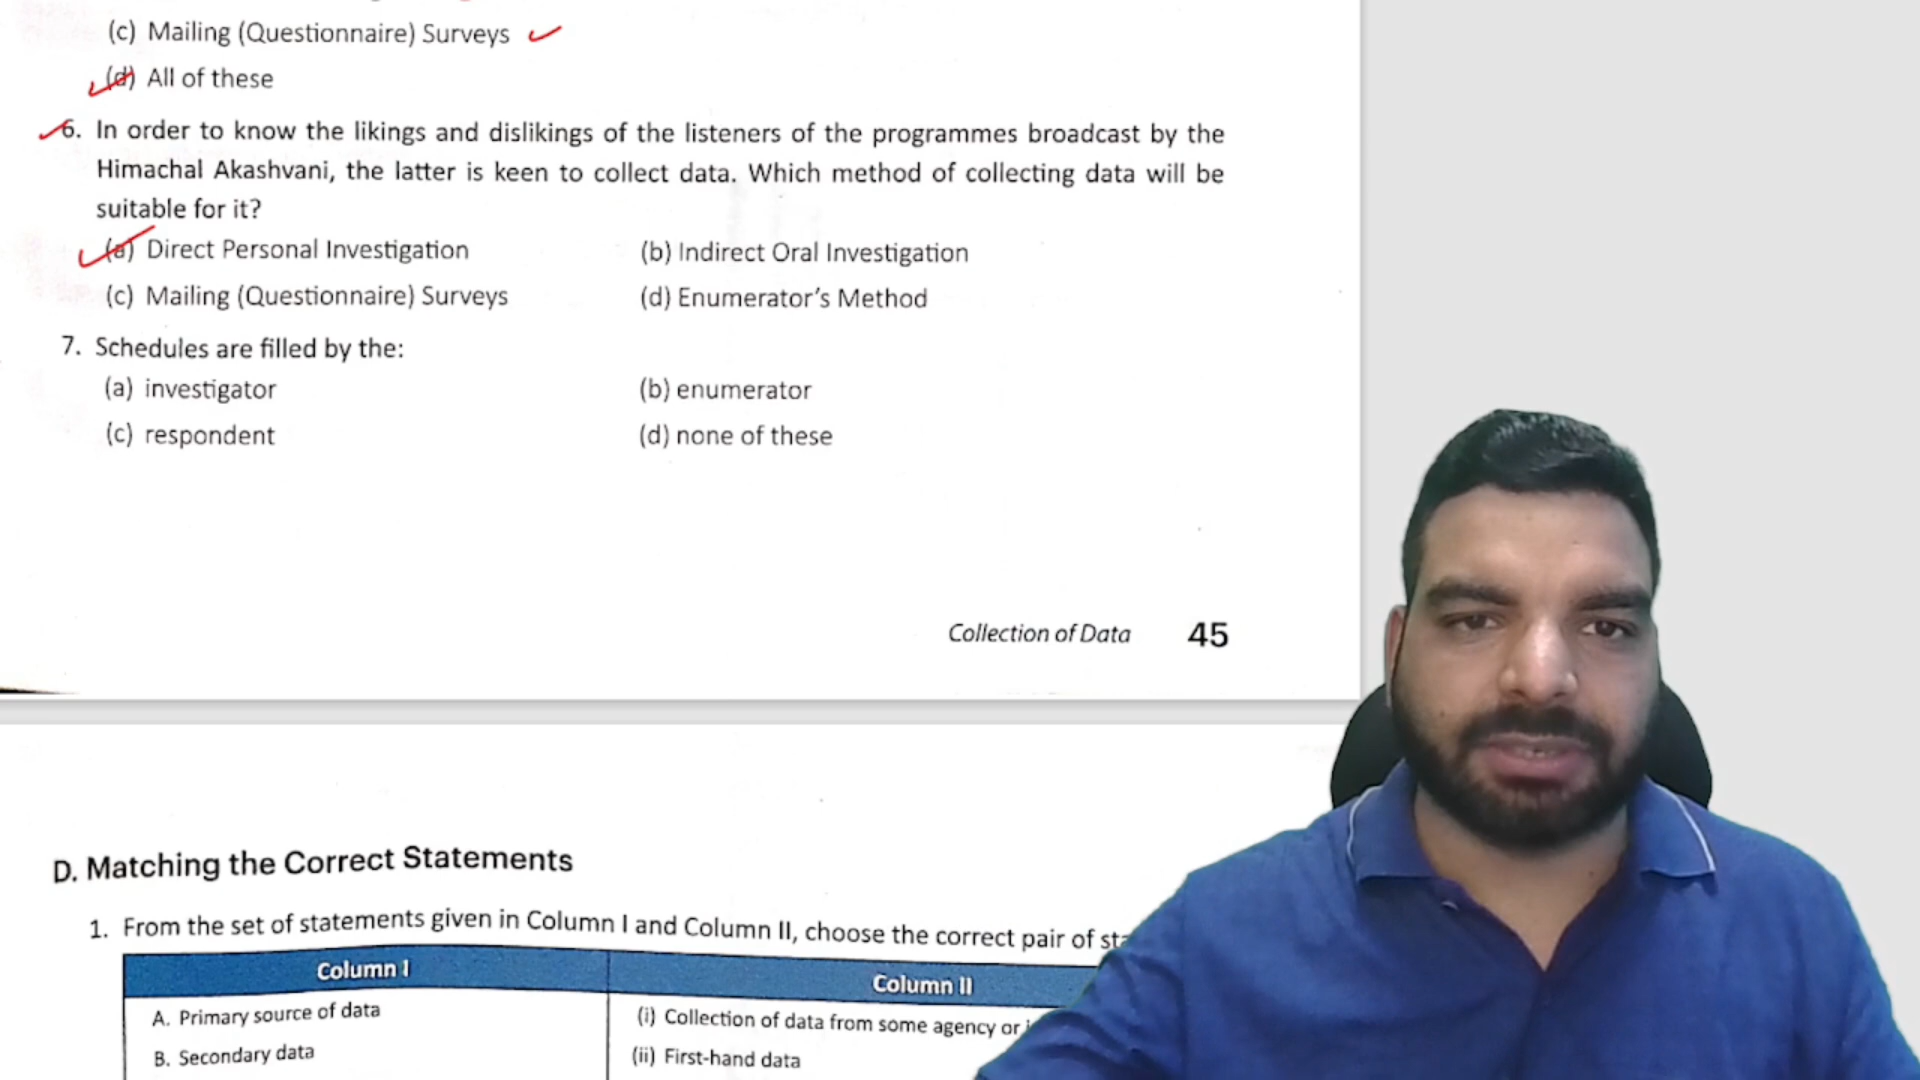 (c) Mailing (Questionnaire) Surveys
(d) All of these
6. In order to know the likings and dislikings of the listeners of the programmes broadcast by the
Himachal Akashvani, the latter is keen to collect data. Which method of collecting data will be
suitable for it?
(a) Direct Personal Investigation (b) Indirect Oral Investigation
(c) Mailing (Questionnaire) Surveys (d) Enumerator's Method
7. Schedules are filled by the:
(a) investigator (b) enumerator
(c) respondent (d) none of these
Collection of Data 45
D. Matching the Correct Statements
1. From the set of statements given in Column I and Column II, choose the correct pair of
Column I Column II
A. Primary source of data (i) Collection of data from some agency or
B. Secondary data (ii) First-hand data